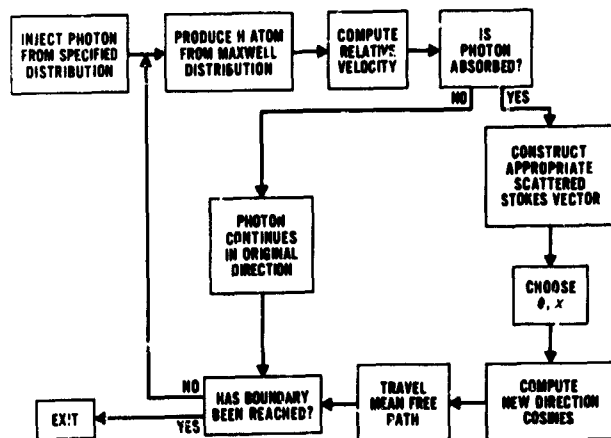 INJECT PHOTON
FROM SPECIFIED
DISTRIBUTION
PRODUCE H ATOM
FROM MAXWELL
DISTRIBUTION
COMPUTE
RELATIVE
VELOCITY
IS
PHOTON
ABSORBED?
NO
YES
CONSTRUCT
APPROPRIATE
SCATTERED
STOKES
VECTOR
PHOTON
CONTINUES
IN ORIGINAL
DIRECTION
CHOOSE
θ, χ
COMPUTE
NEW DIRECTION
COSINES
TRAVEL
MEAN FREE
PATH
HAS BOUNDARY
BEEN REACHED?
NO
YES
EXIT